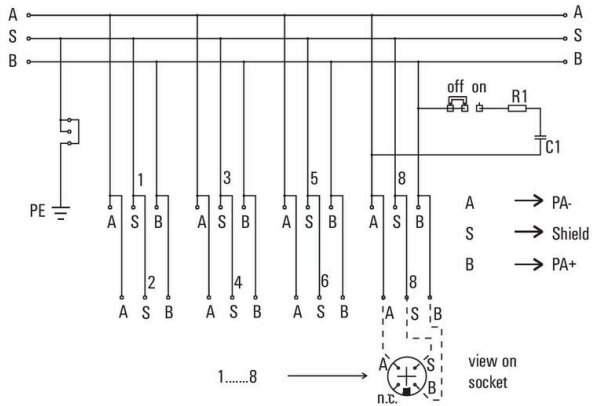 A A
S S
B B
off on
R1
C1
1 3 5 8
PE
A S B A S B A S B A S B
A → PA-
S → Shield
B → PA+
2 4 6 8
A S B A S B A S B A S B
A S
B
n.c.
1.......8
view on
socket